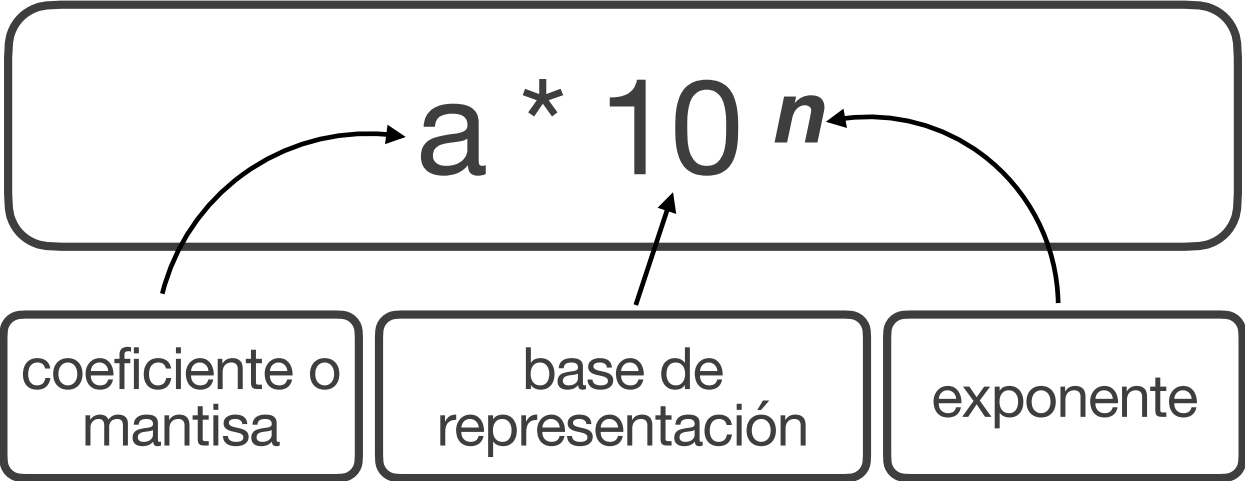 a * 10 n
coeficiente o
mantisa
base de
representación
exponente